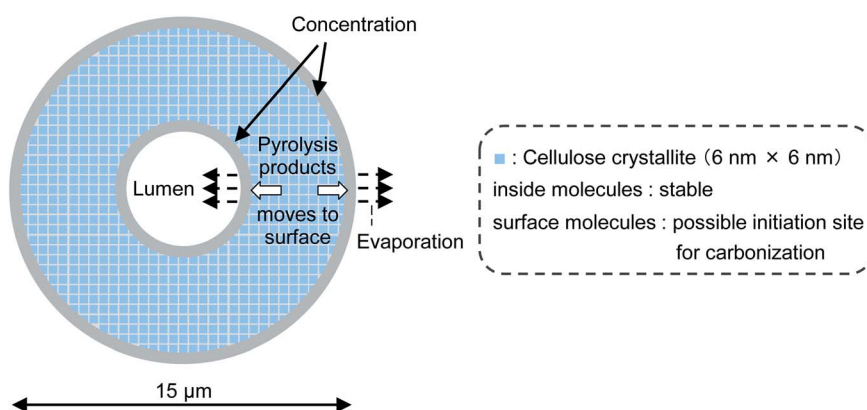 Concentration
Pyrolysis
products
Lumen
moves to
surface
Evaporation
15 μm
: Cellulose crystallite (6 nm × 6 nm)
inside molecules : stable
surface molecules : possible initiation site
for carbonization